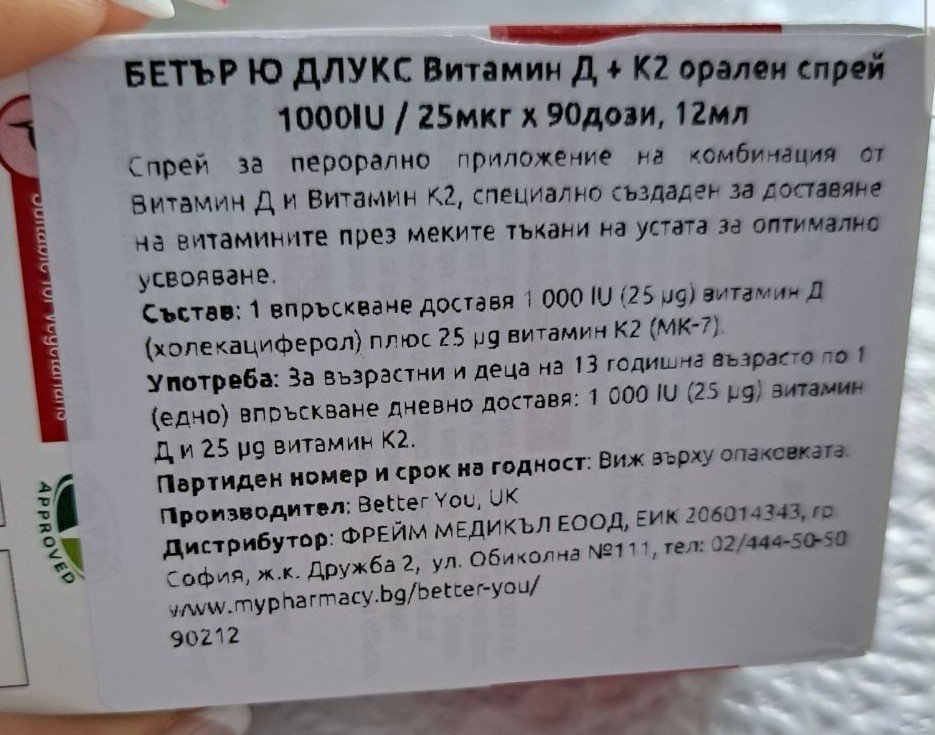 БЕТЪР Ю ДЛУКС Витамин Д + К2 орален спрей
1000IU / 25мкг х 90дози, 12мл
Спрей за перорално приложение на комбинация от
Витамин Д и Витамин К2, специално създаден за доставяне
на витамините през меките тъкани на устата за оптимално
усвояване.
Състав: 1 впръскване доставя 1 000 IU (25 µg) витамин Д
(холекациферол) плюс 25 µg витамин К2 (МК-7).
Употреба: За възрастни и деца на 13 годишна възрасто по 1
(едно) впръскване дневно доставя: 1 000 IU (25 µg) витамин
Д и 25 µg витамин К2.
Партиден номер и срок на годност: Виж върху опаковката.
Производител: Better You, UK
Дистрибутор: ФРЕЙМ МЕДИКЪЛ ЕООД, ЕИК 206014343, гр.
София, ж.к. Дружба 2, ул. Обиколна №111, тел: 02/444-50-50
www.mypharmacy.bg/better-you/
90212
Suitable for vegetarians
APPROVED